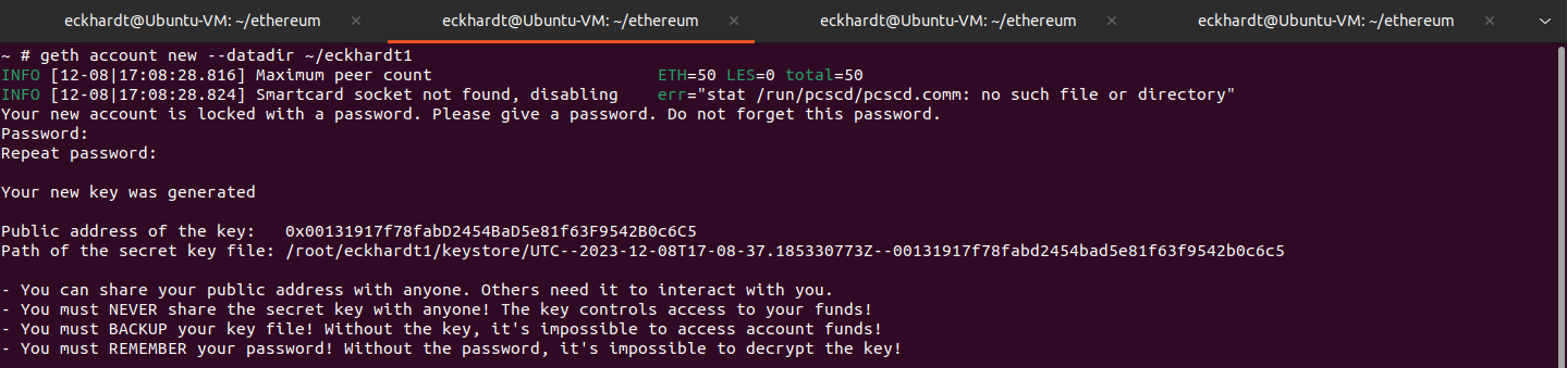 eckhardt@Ubuntu-VM: ~/ethereum × eckhardt@Ubuntu-VM: ~/ethereum × eckhardt@Ubuntu-VM: ~/ethereum × eckhardt@Ubuntu-VM: ~/ethereum ×
~ # geth account new --datadir ~/eckhardt1
INFO [12-08|17:08:28.816] Maximum peer count ETH=50 LES=0 total=50
INFO [12-08|17:08:28.824] Smartcard socket not found, disabling err="stat /run/pcscd/pcscd.comm: no such file or directory"
Your new account is locked with a password. Please give a password. Do not forget this password.
Password:
Repeat password:
Your new key was generated
Public address of the key: 0x00131917f78fabD2454BaD5e81f63F9542B0c6C5
Path of the secret key file: /root/eckhardt1/keystore/UTC--2023-12-08T17-08-37.185330773Z--00131917f78fabd2454bad5e81f63f9542b0c6c5
- You can share your public address with anyone. Others need it to interact with you.
- You must NEVER share the secret key with anyone! The key controls access to your funds!
- You must BACKUP your key file! Without the key, it's impossible to access account funds!
- You must REMEMBER your password! Without the password, it's impossible to decrypt the key!